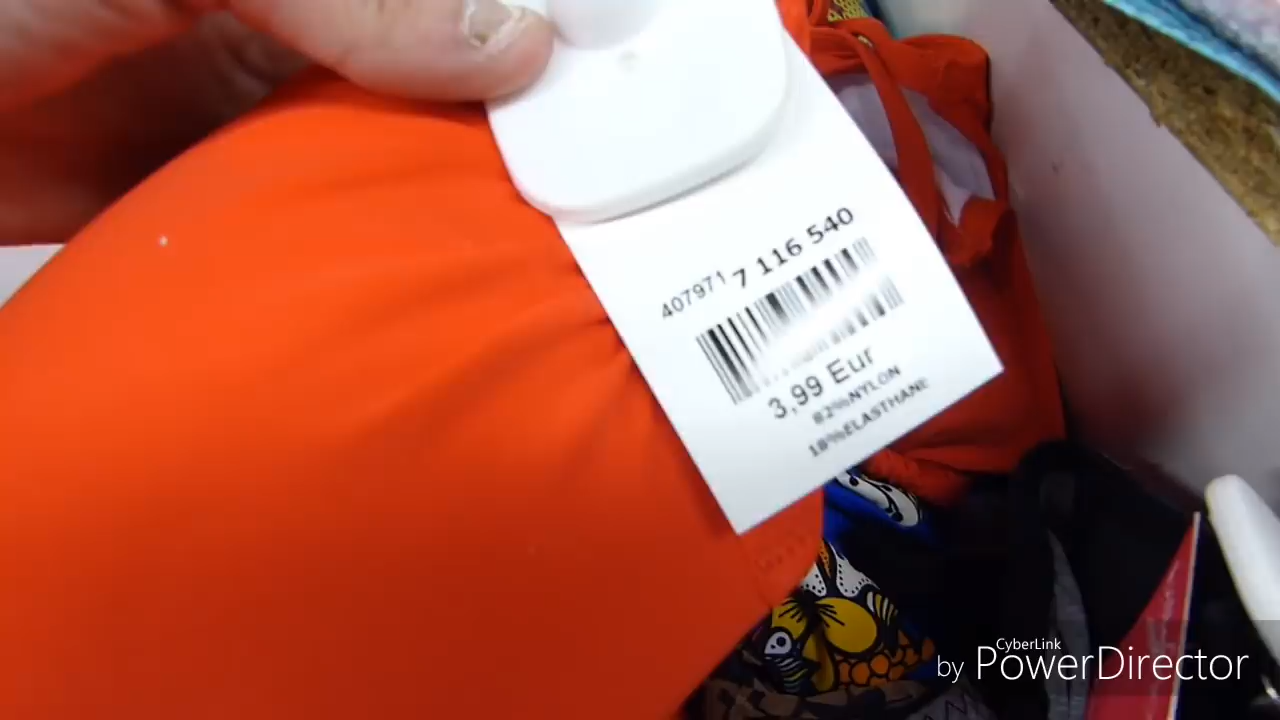 407971 7 116 540
3,99 Eur
82%NYLON
18%ELASTHANE
CyberLink
by PowerDirector